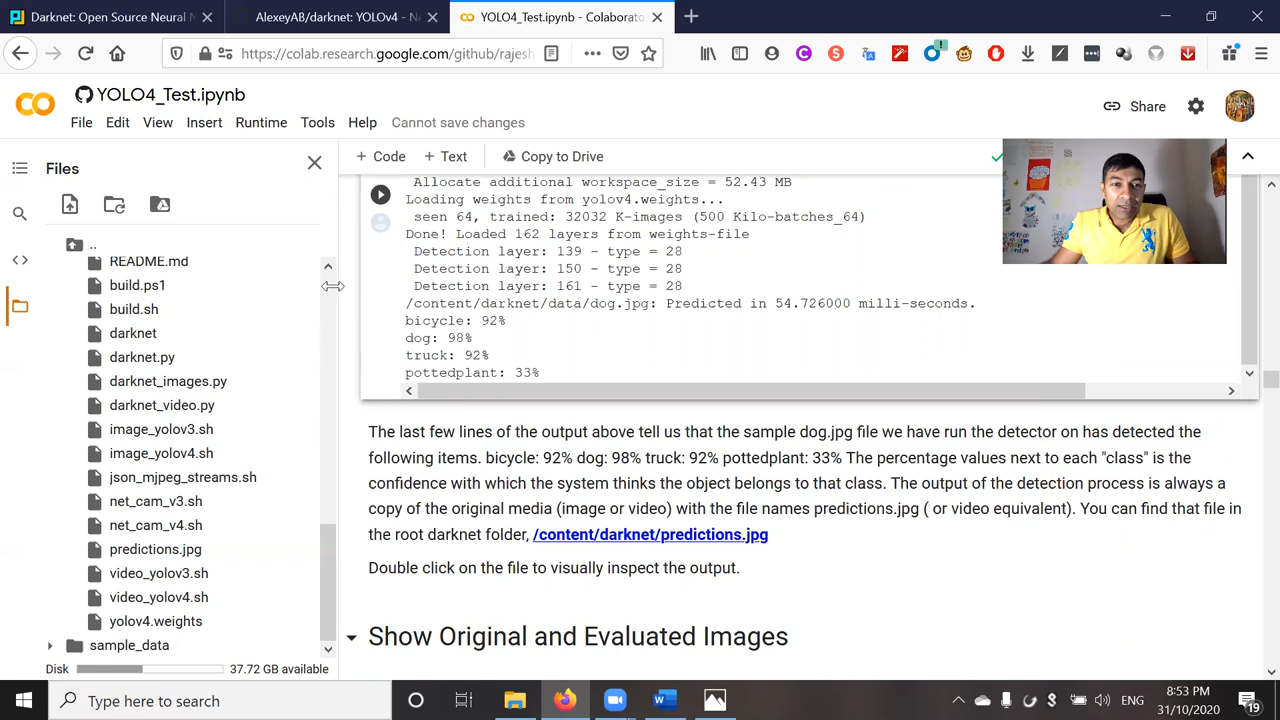 Darknet: Open Source Neural N
AlexeyAB/darknet: YOLOv4 - N
YOLO4_Test.ipynb - Colaborato
https://colab.research.google.com/github/rajesh
YOLO4_Test.ipynb
Share
File Edit View Insert Runtime Tools Help Cannot save changes
Files
+ Code + Text Copy to Drive
..
README.md
build.ps1
build.sh
darknet
darknet.py
darknet_images.py
darknet_video.py
image_yolov3.sh
image_yolov4.sh
json_mjpeg_streams.sh
net_cam_v3.sh
net_cam_v4.sh
predictions.jpg
video_yolov3.sh
video_yolov4.sh
yolov4.weights
sample_data
Disk 37.72 GB available
Allocate additional workspace_size = 52.43 MB
Loading weights from yolov4.weights...
seen 64, trained: 32032 K-images (500 Kilo-batches_64)
Done! Loaded 162 layers from weights-file
Detection layer: 139 - type = 28
Detection layer: 150 - type = 28
Detection layer: 161 - type = 28
/content/darknet/data/dog.jpg: Predicted in 54.726000 milli-seconds.
bicycle: 92%
dog: 98%
truck: 92%
pottedplant: 33%
The last few lines of the output above tell us that the sample dog.jpg file we have run the detector on has detected the
following items. bicycle: 92% dog: 98% truck: 92% pottedplant: 33% The percentage values next to each "class" is the
confidence with which the system thinks the object belongs to that class. The output of the detection process is always a
copy of the original media (image or video) with the file names predictions.jpg ( or video equivalent). You can find that file in
the root darknet folder, /content/darknet/predictions.jpg
Double click on the file to visually inspect the output.
Show Original and Evaluated Images
Type here to search
ENG
8:53 PM
31/10/2020
19